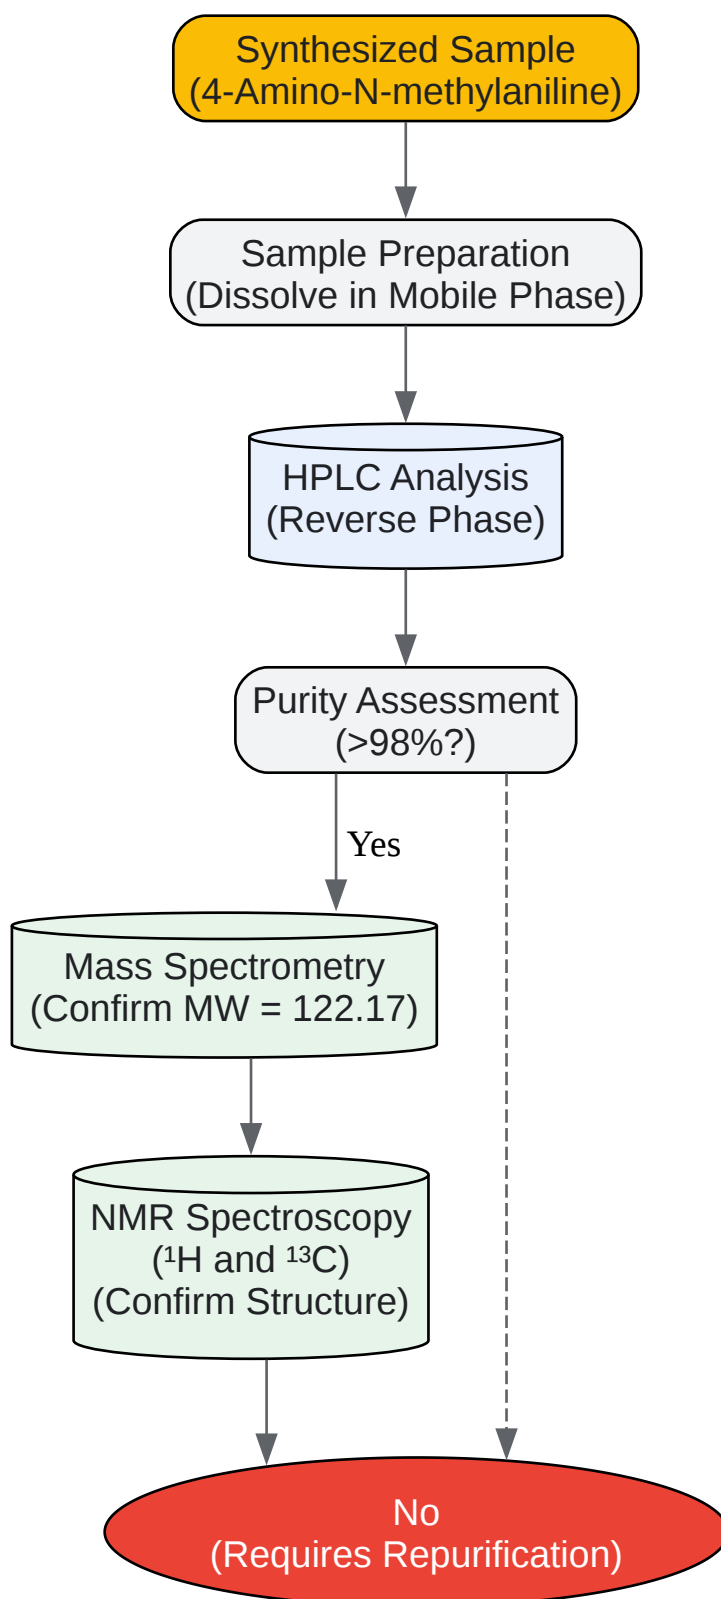 Synthesized Sample
(4-Amino-N-methylaniline)
Sample Preparation
(Dissolve in Mobile Phase)
HPLC Analysis
(Reverse Phase)
Purity Assessment
(>98%?)
Yes
Mass Spectrometry
(Confirm MW = 122.17)
NMR Spectroscopy
(¹H and ¹³C)
(Confirm Structure)
No
(Requires Repurification)